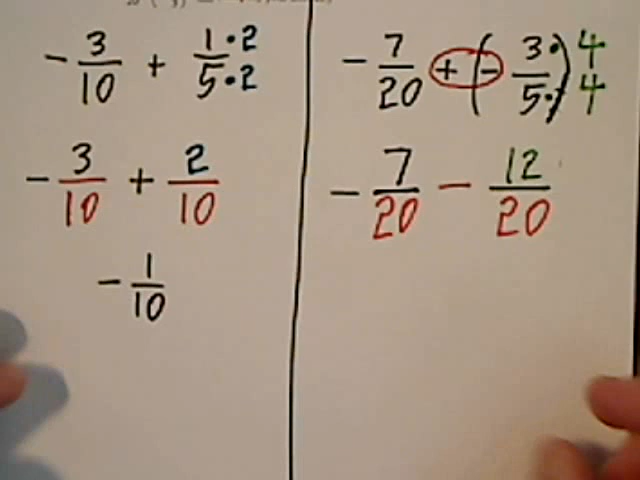 - 3/10 + 1·2/5·2
- 3/10 + 2/10
- 1/10
- 7/20 + (- 3·4/5·4)
- 7/20 - 12/20